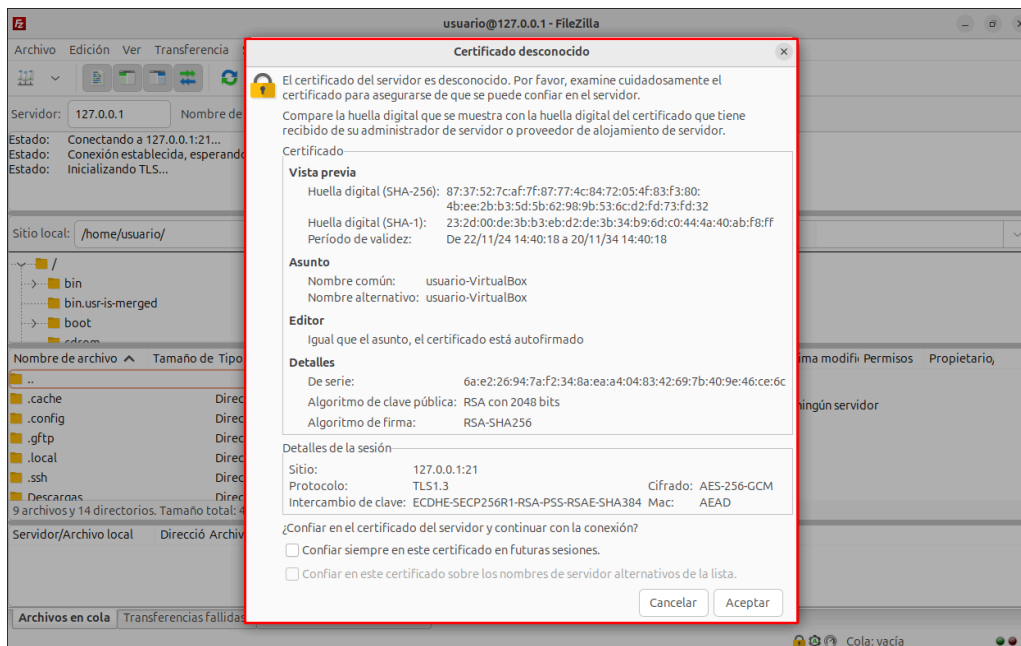 usuario@127.0.0.1 - FileZilla
Archivo Edición Ver Transferencia
Certificado desconocido
El certificado del servidor es desconocido. Por favor, examine cuidadosamente el
certificado para asegurarse de que se puede confiar en el servidor.
Compare la huella digital que se muestra con la huella digital del certificado que tiene
recibido de su administrador de servidor o proveedor de alojamiento de servidor.
Servidor: 127.0.0.1 Nombre de
Estado: Conectando a 127.0.0.1:21...
Estado: Conexión establecida, esperando
Estado: Inicializando TLS...
Certificado
Vista previa
Huella digital (SHA-256): 87:37:52:7c:af:7f:87:77:4c:84:72:05:4f:83:f3:80:
4b:ee:2b:b3:5d:5b:62:98:9b:53:6c:d2:fd:73:fd:32
Huella digital (SHA-1): 23:2d:00:de:3b:b3:eb:d2:de:3b:34:b9:6d:c0:44:4a:40:ab:f8:ff
Período de validez: De 22/11/24 14:40:18 a 20/11/34 14:40:18
Asunto
Nombre común: usuario-VirtualBox
Nombre alternativo: usuario-VirtualBox
Editor
Igual que el asunto, el certificado está autofirmado
Detalles
De serie: 6a:e2:26:94:7a:f2:34:8a:ea:a4:04:83:42:69:7b:40:9e:46:ce:6c
Algoritmo de clave pública: RSA con 2048 bits
Algoritmo de firma: RSA-SHA256
Detalles de la sesión
Sitio: 127.0.0.1:21
Protocolo: TLS1.3 Cifrado: AES-256-GCM
Intercambio de clave: ECDHE-SECP256R1-RSA-PSS-RSAE-SHA384 Mac: AEAD
¿Confiar en el certificado del servidor y continuar con la conexión?
Confiar siempre en este certificado en futuras sesiones.
Confiar en este certificado sobre los nombres de servidor alternativos de la lista.
Cancelar Aceptar
Sitio local: /home/usuario/
/
bin
bin.usr-is-merged
boot
Nombre de archivo Tamaño de Tipo
..
.cache Direc
.config Direc
.gftp Direc
.local Direc
.ssh Direc
Descargas Direc
9 archivos y 14 directorios. Tamaño total: 4
ima modifi Permisos Propietario,
ningún servidor
Servidor/Archivo local Direcció Archiv
Archivos en cola Transferencias fallidas
Cola: vacía